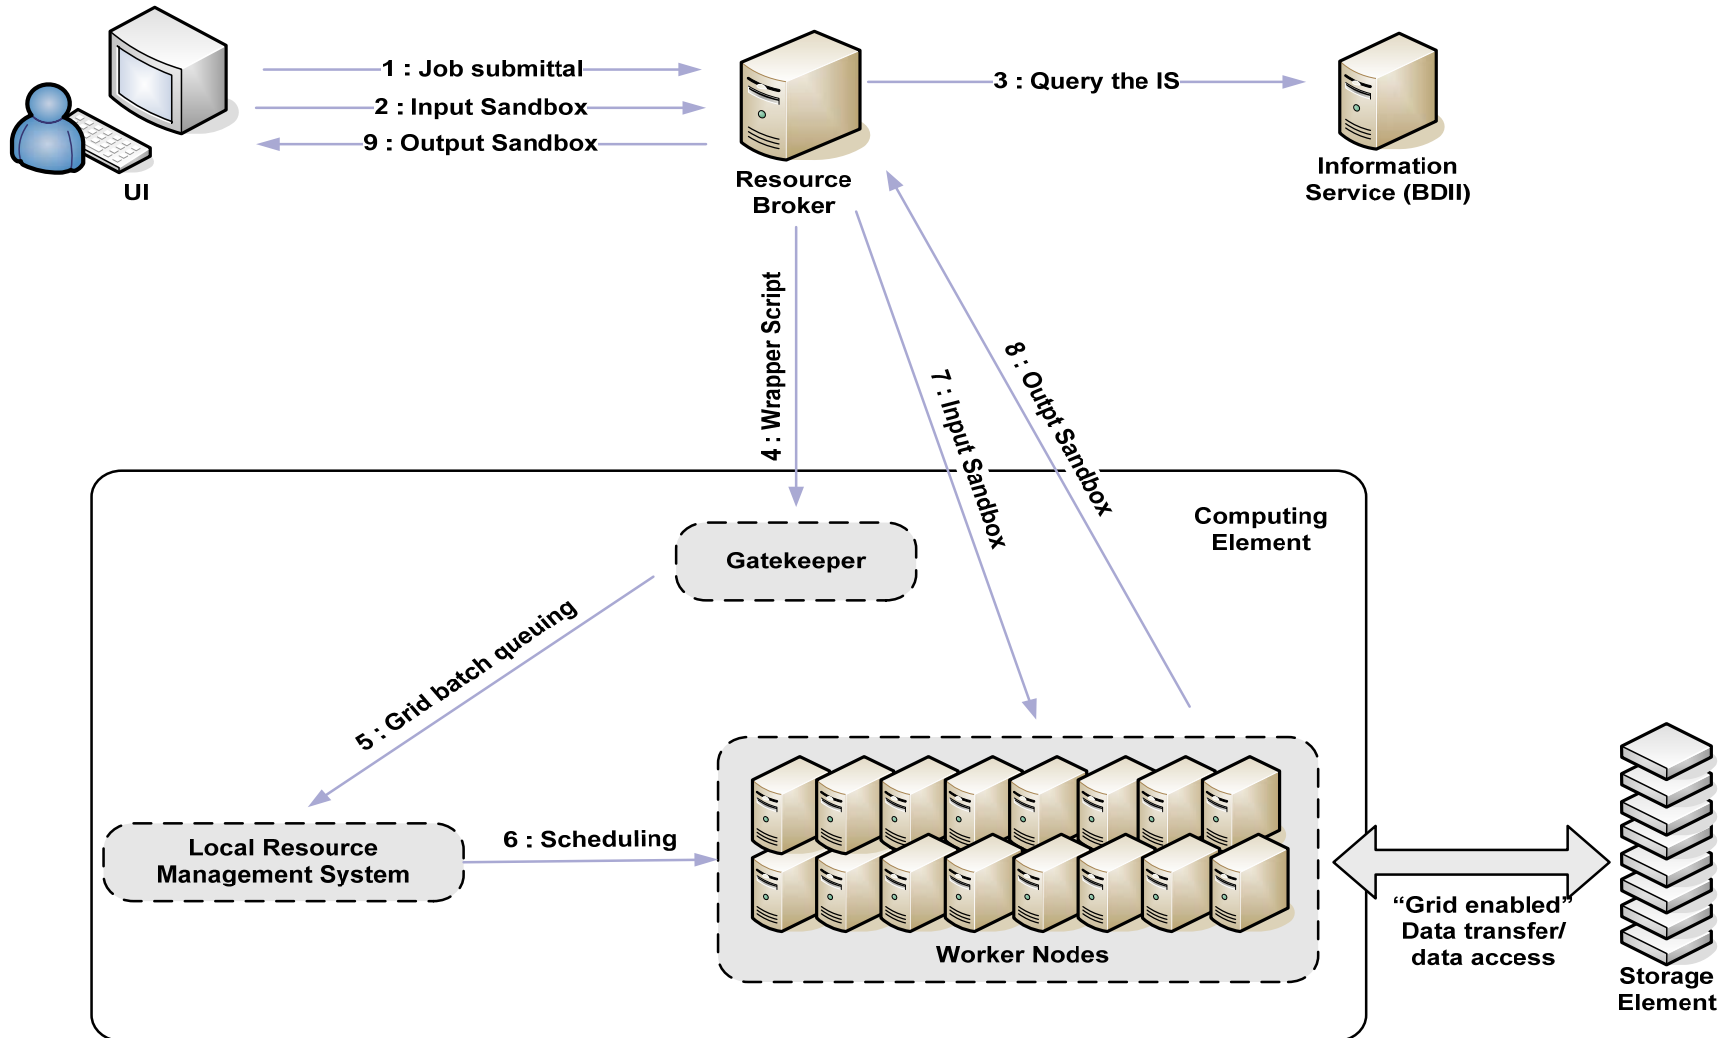 1 : Job submittal
2 : Input Sandbox
9 : Output Sandbox
UI
Resource
Broker
3 : Query the IS
Information
Service (BDII)
4 : Wrapper Script
7 : Input Sandbox
8 : Outpt Sandbox
Computing
Element
Gatekeeper
5 : Grid batch queuing
Local Resource
Management System
6 : Scheduling
Worker Nodes
“Grid enabled”
Data transfer/
data access
Storage
Element